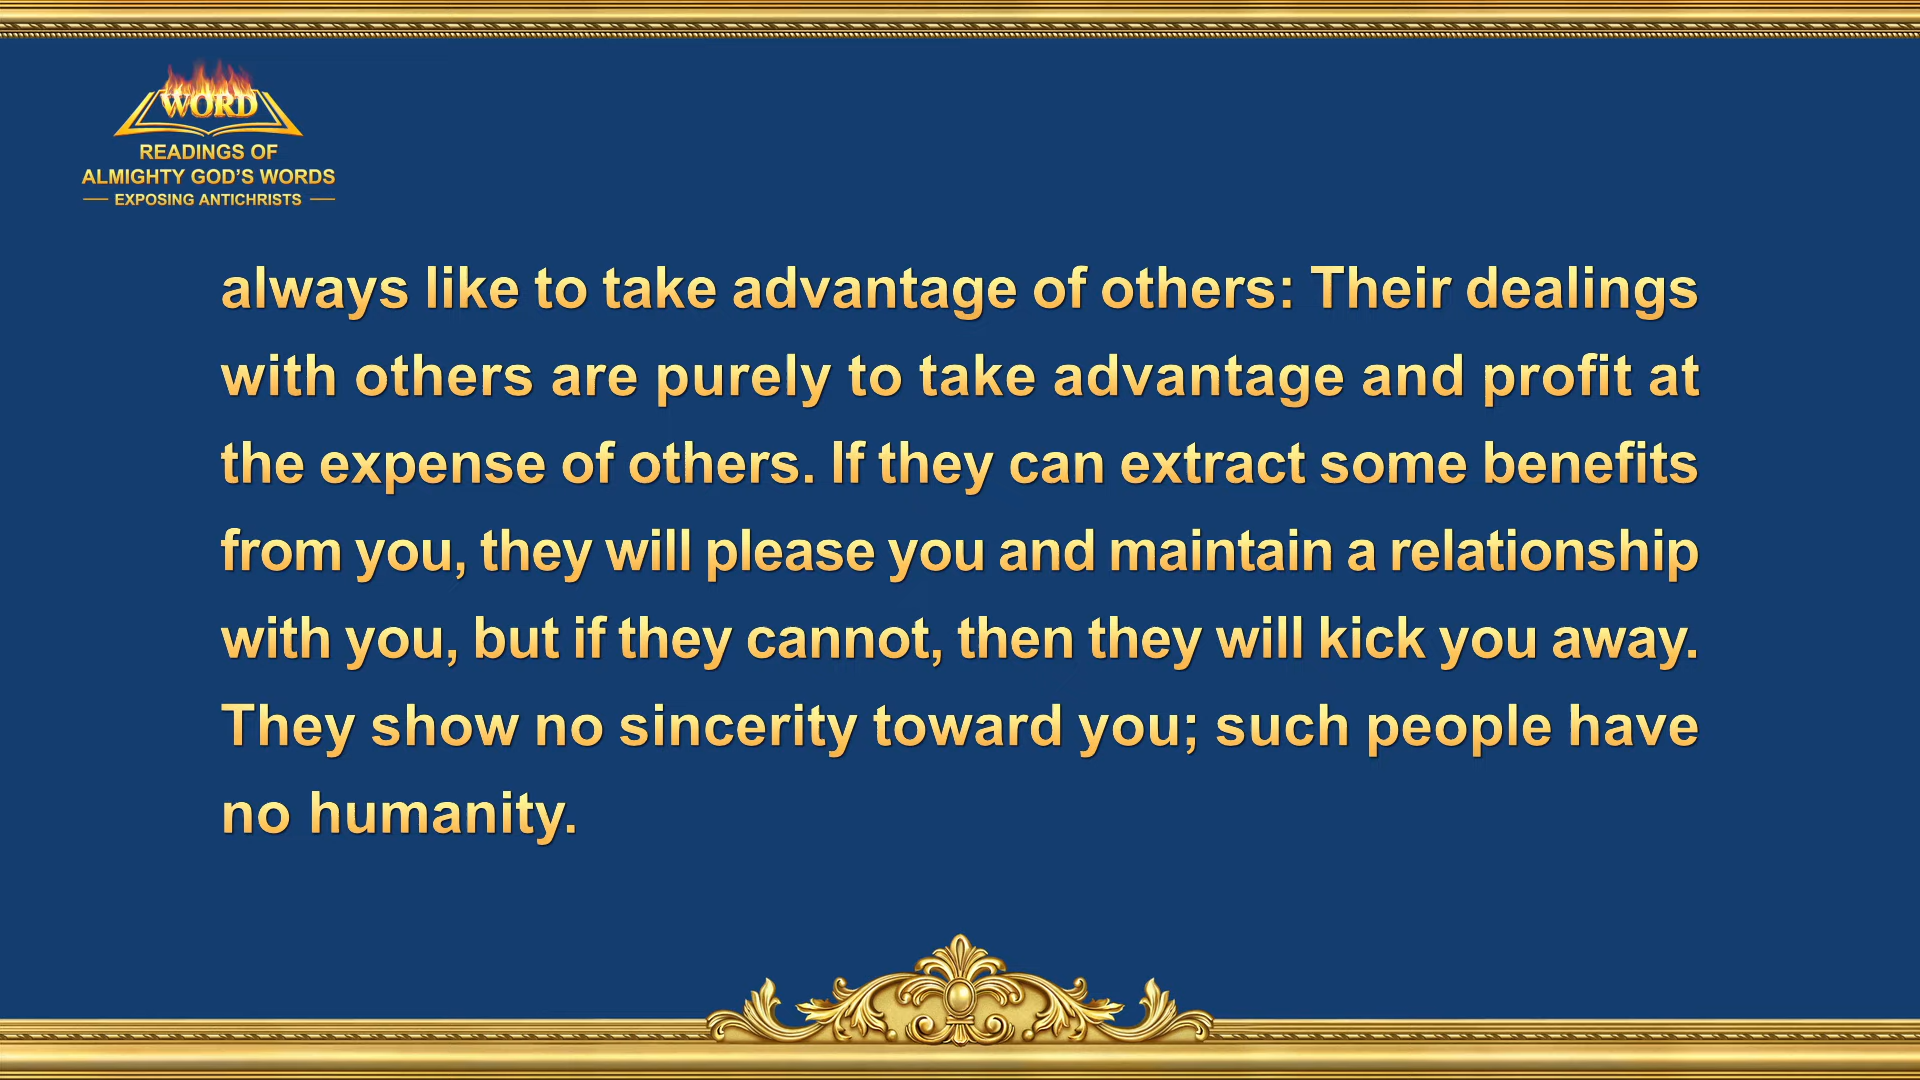 WORD
READINGS OF
ALMIGHTY GOD'S WORDS
EXPOSING ANTICHRISTS
always like to take advantage of others: Their dealings
with others are purely to take advantage and profit at
the expense of others. If they can extract some benefits
from you, they will please you and maintain a relationship
with you, but if they cannot, then they will kick you away.
They show no sincerity toward you; such people have
no humanity.